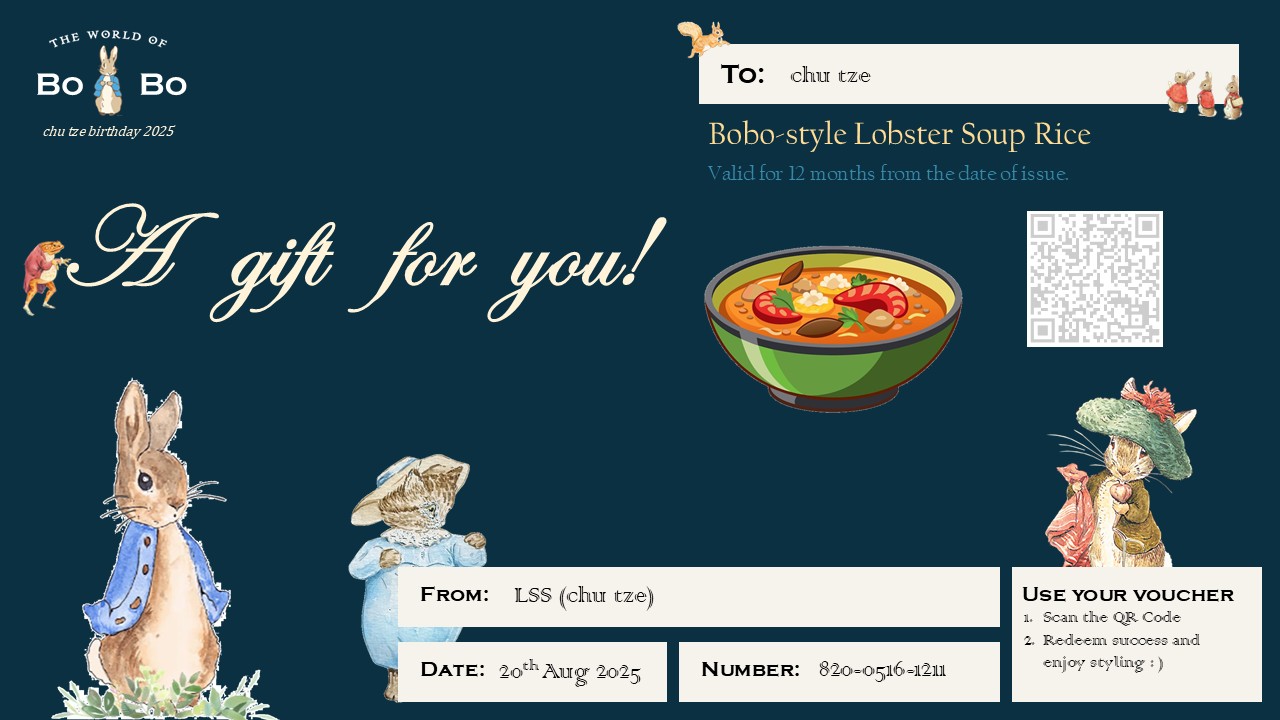 THE WORLD OF
BO BO
chu tze birthday 2025
To: chu tze
Bobo-style Lobster Soup Rice
Valid for 12 months from the date of issue.
A gift for you!
FROM: LSS (chu tze)
DATE: 20th Aug 2025
NUMBER: 820-0516-1211
USE YOUR VOUCHER
1. Scan the QR Code
2. Redeem success and
enjoy styling : )